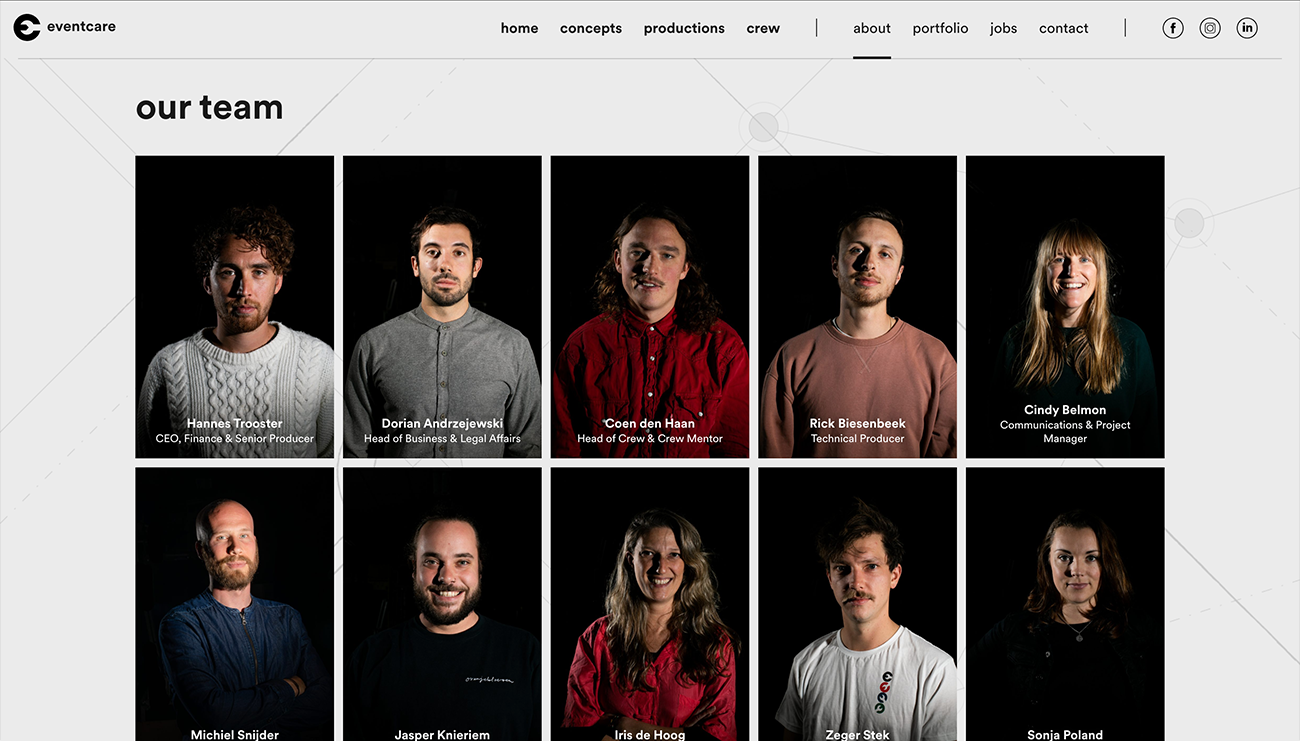 eventcare
home concepts productions crew about portfolio jobs contact
our team
Hannes Trooster
CEO, Finance & Senior Producer
Dorian Andrzejewski
Head of Business & Legal Affairs
Coen den Haan
Head of Crew & Crew Mentor
Rick Biesenbeek
Technical Producer
Cindy Belmon
Communications & Project
Manager
Michiel Snijder
Jasper Knieriem
Iris de Hoog
Zeger Stek
Sonja Poland